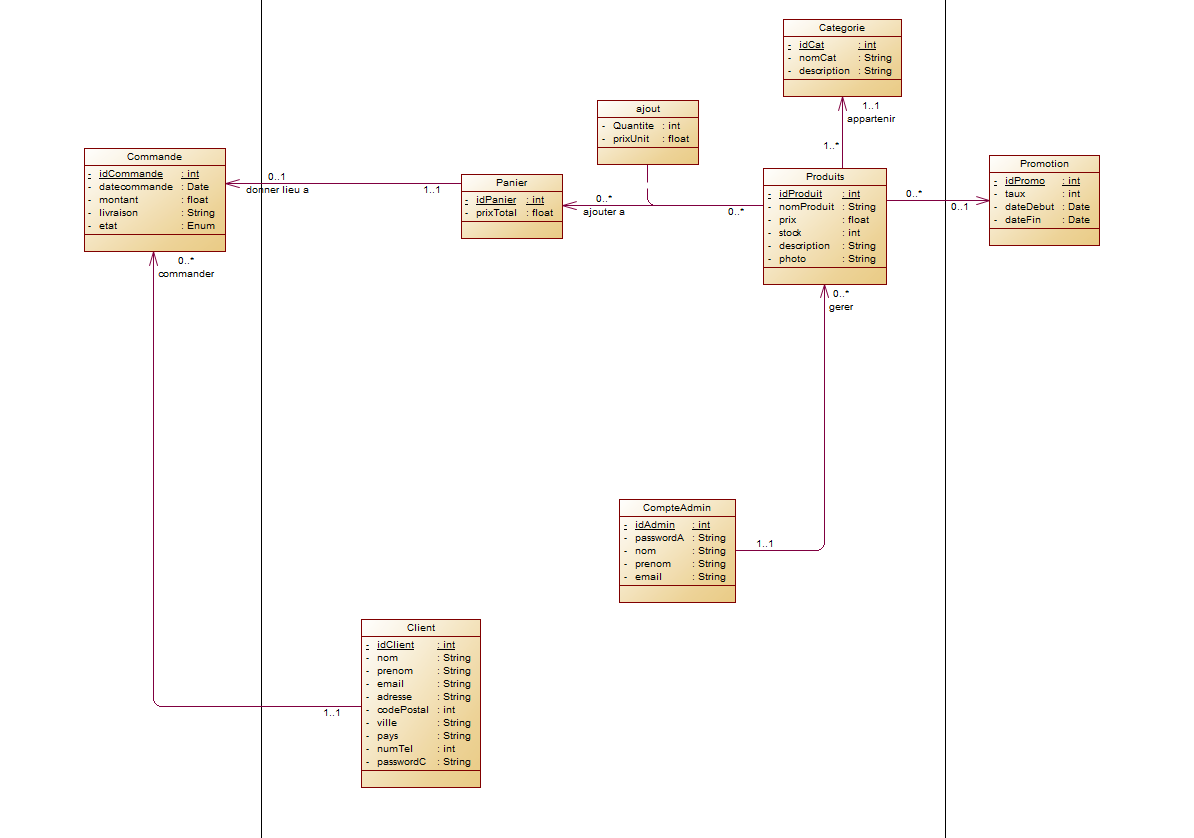 Categorie
- idCat : int
- nomCat : String
- description : String
1..1
appartenir
1..*
ajout
- Quantite : int
- prixUnit : float
Commande
- idCommande : int
- datecommande : Date
- montant : float
- livraison : String
- etat : Enum
0..1
donner lieu a
1..1
Panier
- idPanier : int
- prixTotal : float
0..*
ajouter a
0..*
Produits
- idProduit : int
- nomProduit : String
- prix : float
- stock : int
- description : String
- photo : String
0..*
0..1
Promotion
- idPromo : int
- taux : int
- dateDebut : Date
- dateFin : Date
0..*
commander
0..*
gerer
CompteAdmin
- idAdmin : int
- passwordA : String
- nom : String
- prenom : String
- email : String
1..1
Client
- idClient : int
- nom : String
- prenom : String
- email : String
- adresse : String
- codePostal : int
- ville : String
- pays : String
- numTel : int
- passwordC : String
1..1